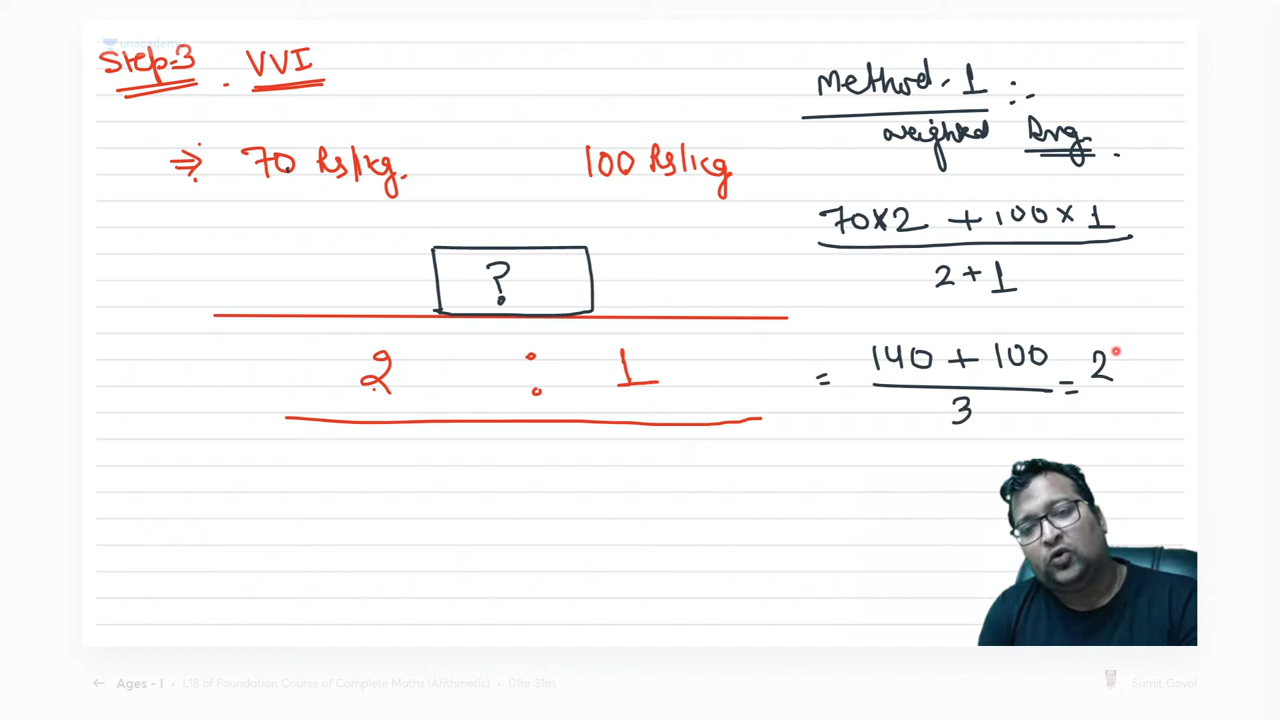 unacademy
Step-3 . VVI
⇒ 70 Rs/kg. 100 Rs/kg
?
2 : 1
Method - 1 :-
weighted Avg.
70×2 + 100×1
2+1
= 140 + 100 = 2
3
← Ages - I • L18 of Foundation Course of Complete Maths (Arithmetic) • 01hr 31m
Sumit Goyal